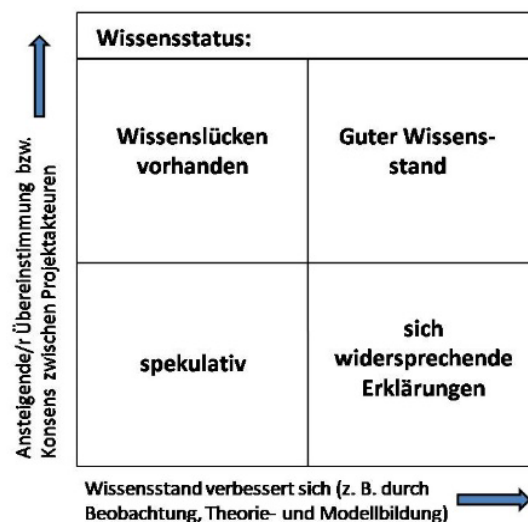 Wissensstatus:
Ansteigende/r Übereinstimmung bzw.
Konsens zwischen Projektakteuren
Wissenslücken
vorhanden
Guter Wissens-
stand
spekulativ
sich
widersprechende
Erklärungen
Wissensstand verbessert sich (z. B. durch
Beobachtung, Theorie- und Modellbildung)